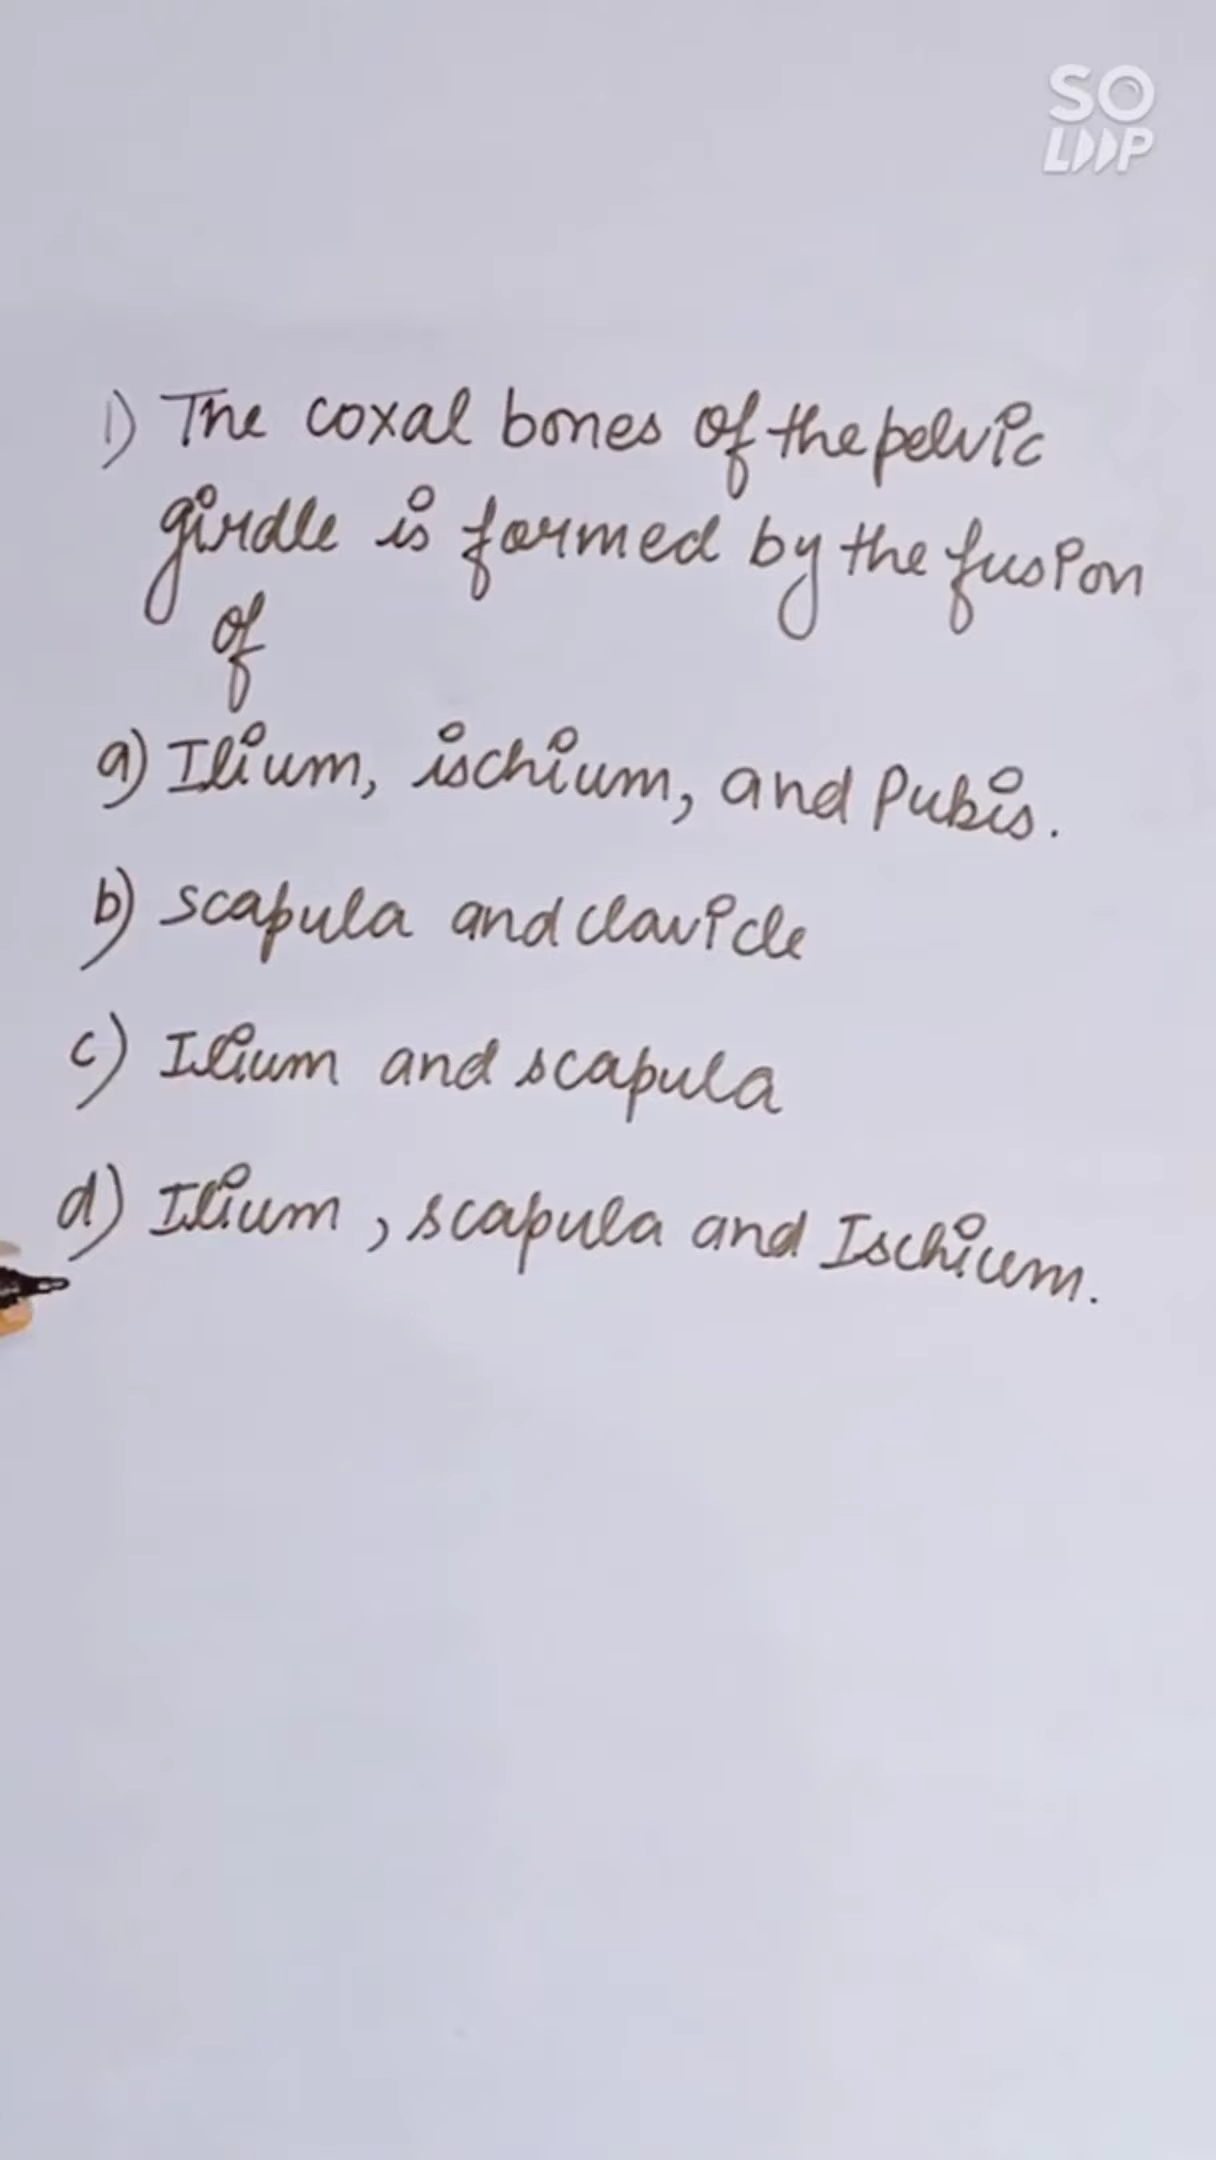 SO
LOOP
1) The coxal bones of the pelvic
girdle is formed by the fusion
of
a) Ilium, ischium, and Pubis.
b) scapula and clavicle
c) Ilium and scapula
d) Ilium, scapula and Ischium.